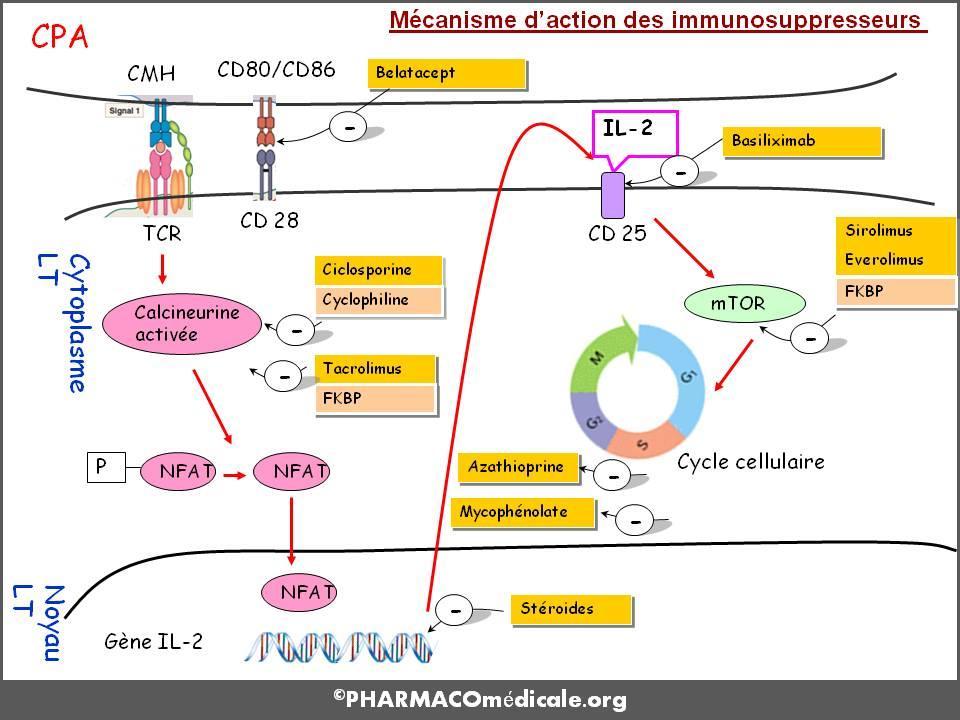 Mécanisme d'action des immunosuppresseurs
CPA
CMH
CD80/CD86
Belatacept
Signal 1
-
IL-2
Basiliximab
-
-
TCR
CD 28
CD 25
Sirolimus
Everolimus
FKBP
-
mTOR
Cytoplasme
LT
Ciclosporine
Cyclophiline
-
Calcineurine
activée
Tacrolimus
FKBP
-
M
G1
G2
S
Cycle cellulaire
P
NFAT
NFAT
Azathioprine
-
Mycophénolate
-
Noyau
LT
NFAT
-
Stéroides
Gène IL-2
©PHARMACOmédicale.org